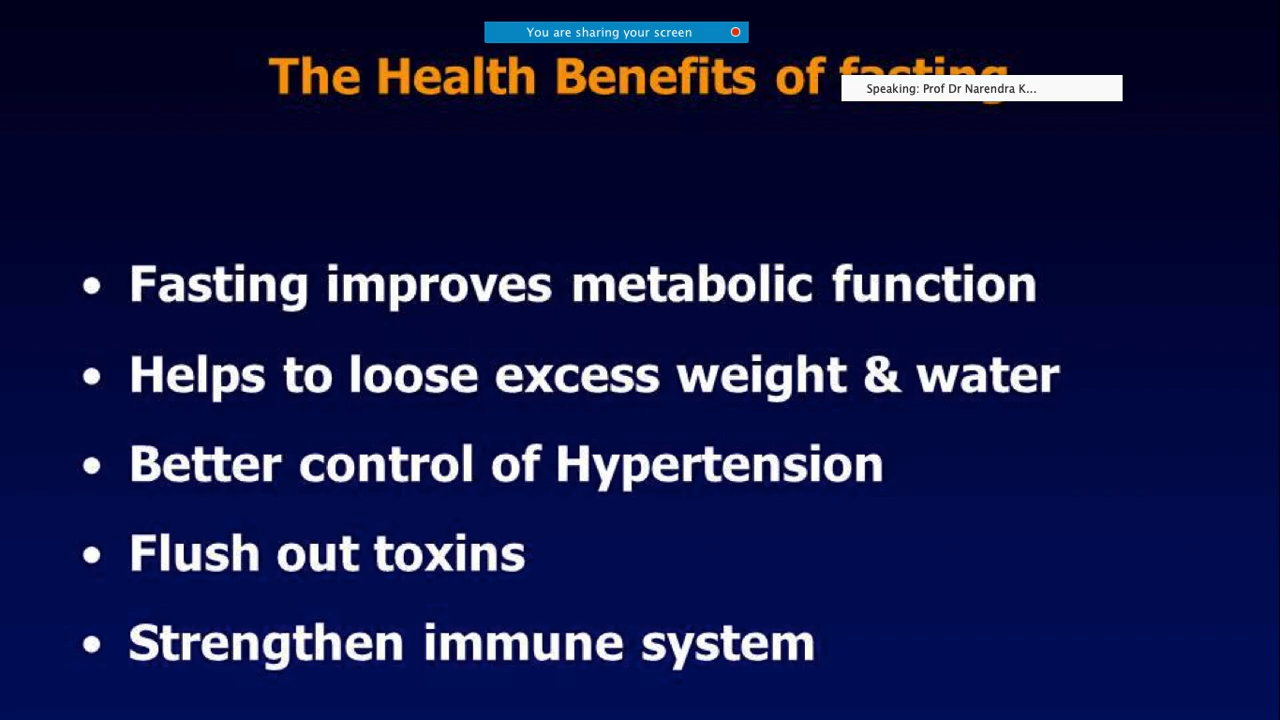 You are sharing your screen
The Health Benefits of fasting
Speaking: Prof Dr Narendra K...
• Fasting improves metabolic function
• Helps to loose excess weight & water
• Better control of Hypertension
• Flush out toxins
• Strengthen immune system